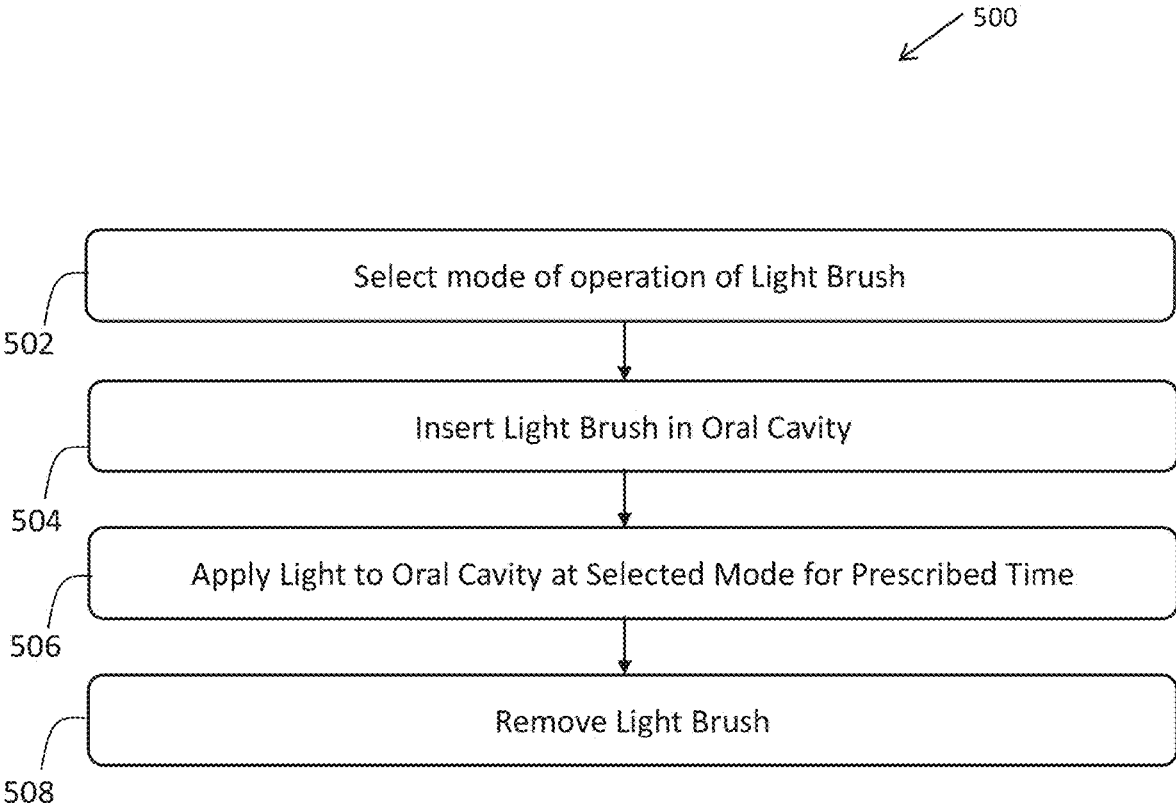 500
Select mode of operation of Light Brush
502
Insert Light Brush in Oral Cavity
504
Apply Light to Oral Cavity at Selected Mode for Prescribed Time
506
Remove Light Brush
508